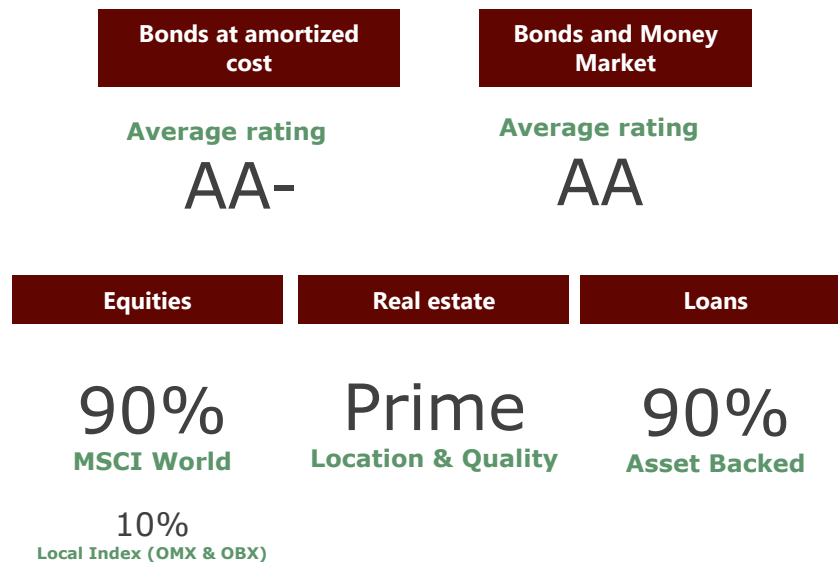 Bonds at amortized
cost
Bonds and Money
Market
Average rating
AA-
Average rating
AA
Equities
Real estate
Loans
90%
MSCI World
10%
Local Index (OMX & OBX)
Prime
Location & Quality
90%
Asset Backed